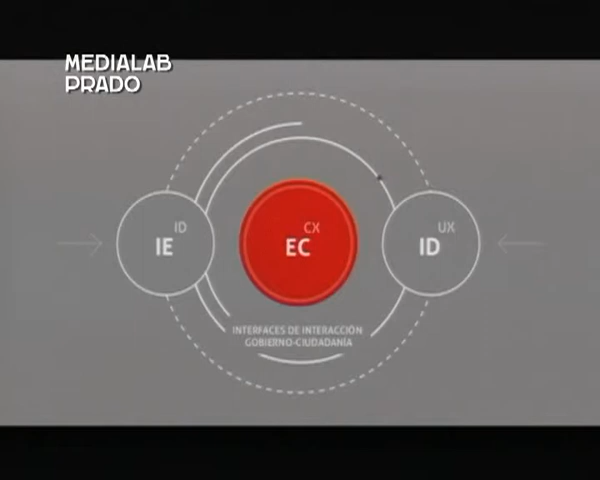 MEDIALAB
PRADO
ID
IE
CX
EC
UX
ID
INTERFACES DE INTERACCIÓN
GOBIERNO-CIUDADANÍA